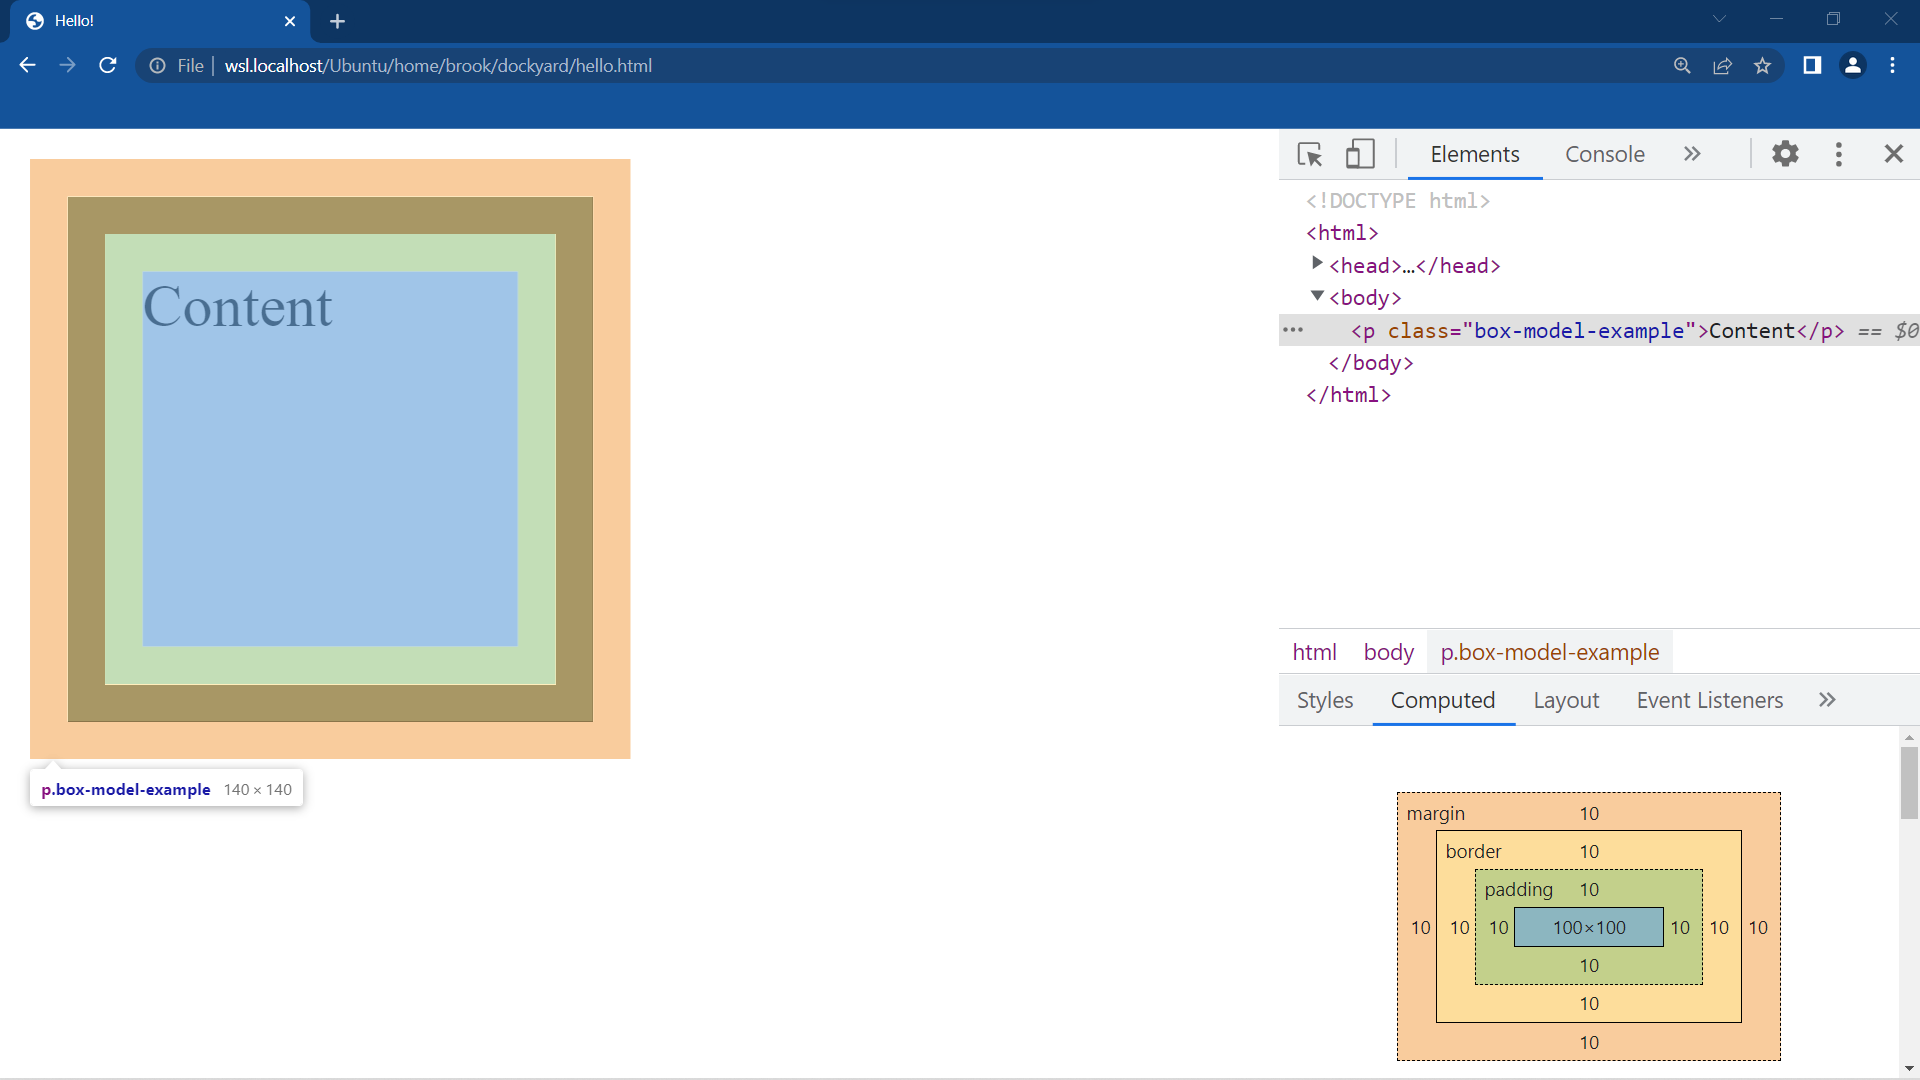 Hello!
File | wsl.localhost/Ubuntu/home/brook/dockyard/hello.html
Content
p.box-model-example 140 × 140
Elements Console
<!DOCTYPE html>
<html>
<head>…</head>
<body>
<p class="box-model-example">Content</p> == $0
</body>
</html>
html body p.box-model-example
Styles Computed Layout Event Listeners
margin 10
border 10
padding 10
10 10 10 100×100 10 10 10
10
10
10